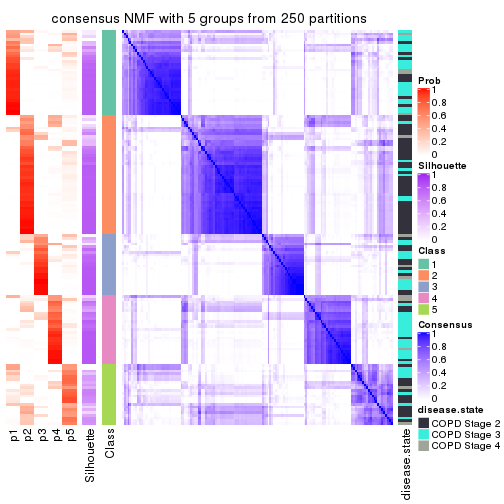 consensus NMF with 5 groups from 250 partitions
p1
p2
p3
p4
p5
Silhouette
Class
disease.state
Prob
1
0.8
0.6
0.4
0.2
0
Silhouette
1
0.8
0.6
0.4
0.2
0
Class
1
2
3
4
5
Consensus
1
0.8
0.6
0.4
0.2
0
disease.state
COPD Stage 2
COPD Stage 3
COPD Stage 4